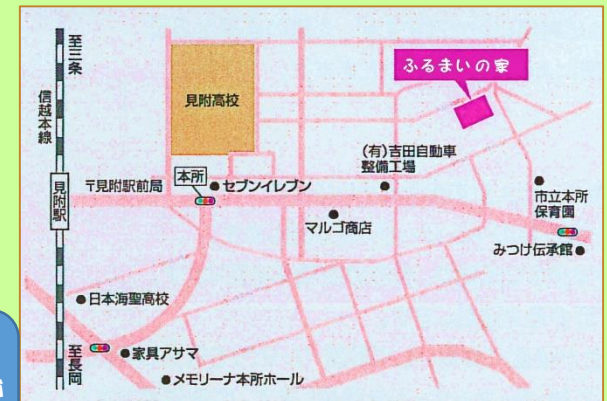 至三条
信越本線
見附駅
見附高校
ふるまいの家
〒見附駅前局
本所
セブンイレブン
(有)吉田自動車
整備工場
マルゴ商店
市立本所
保育園
みつけ伝承館
日本海聖高校
至長岡
家具アサマ
メモリーナ本所ホール